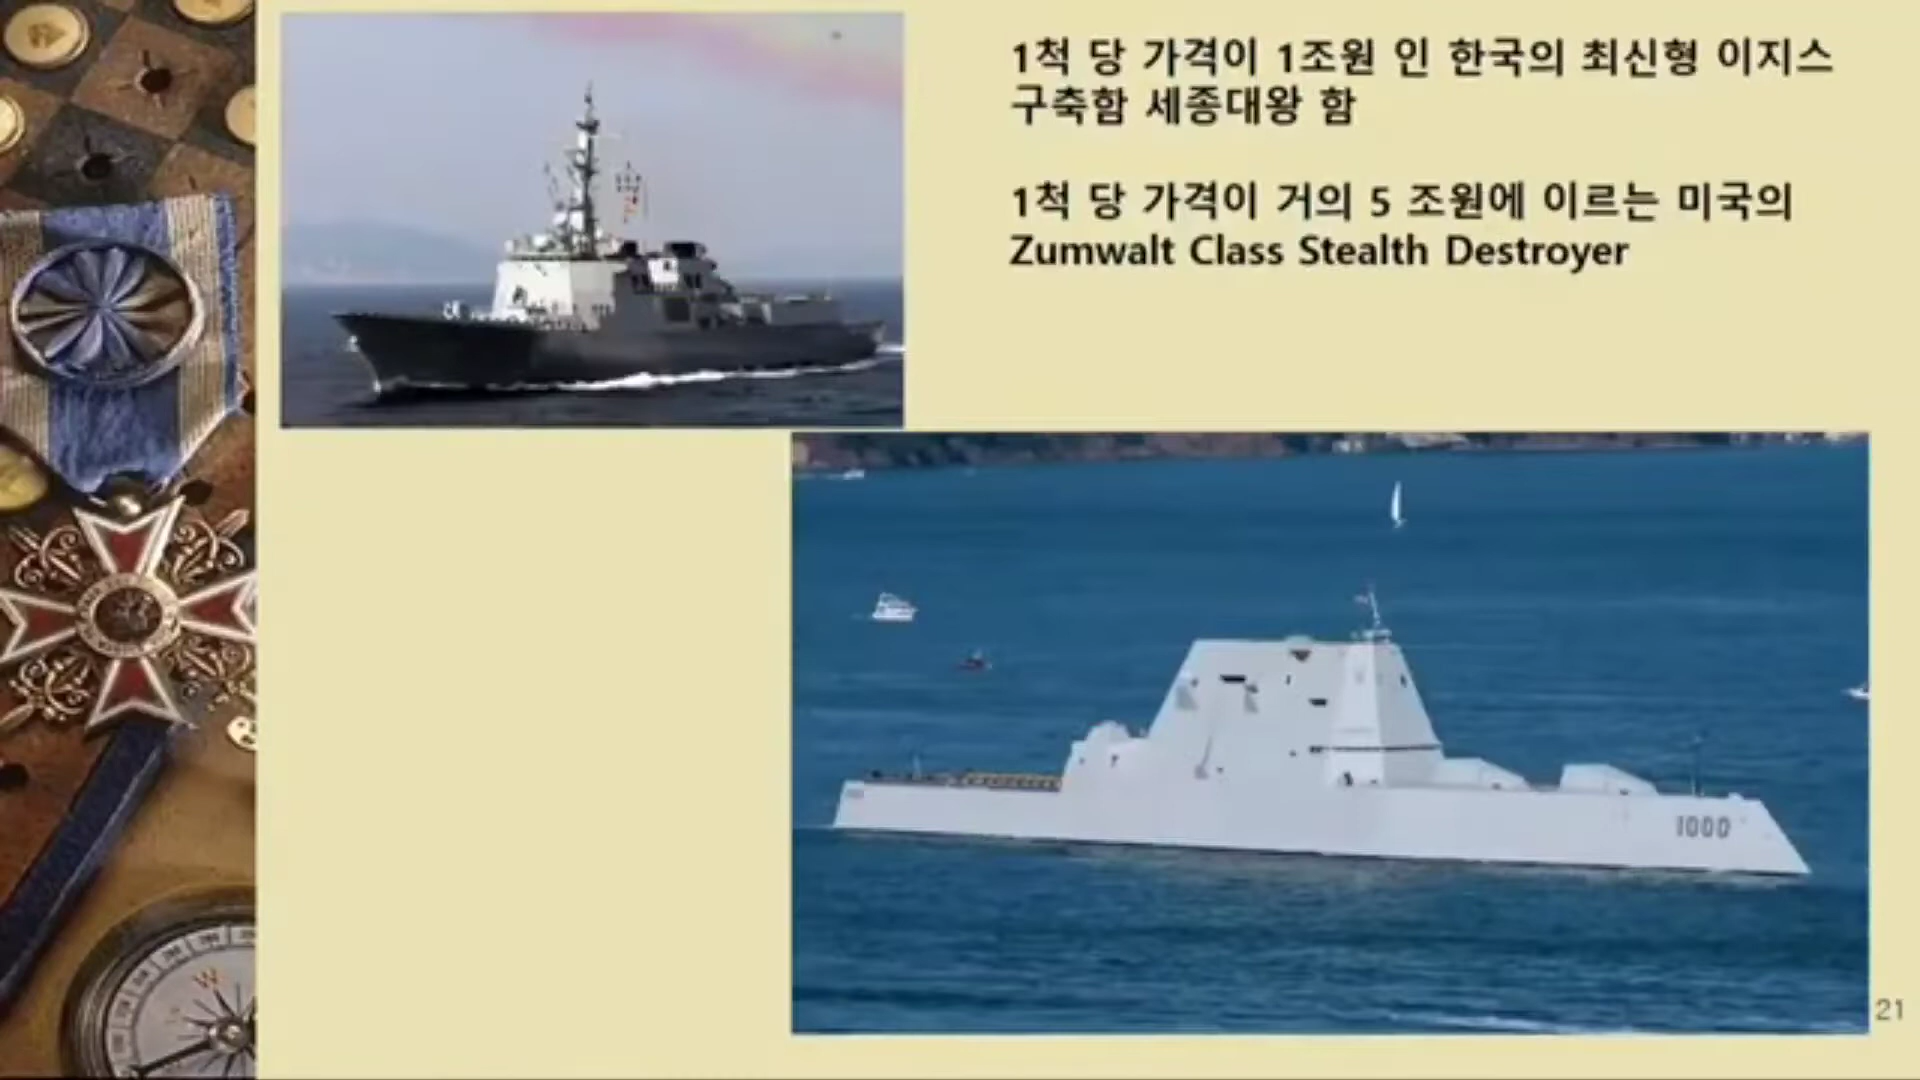 1척 당 가격이 1조원 인 한국의 최신형 이지스
구축함 세종대왕 함
1척 당 가격이 거의 5 조원에 이르는 미국의
Zumwalt Class Stealth Destroyer
1000
W
21